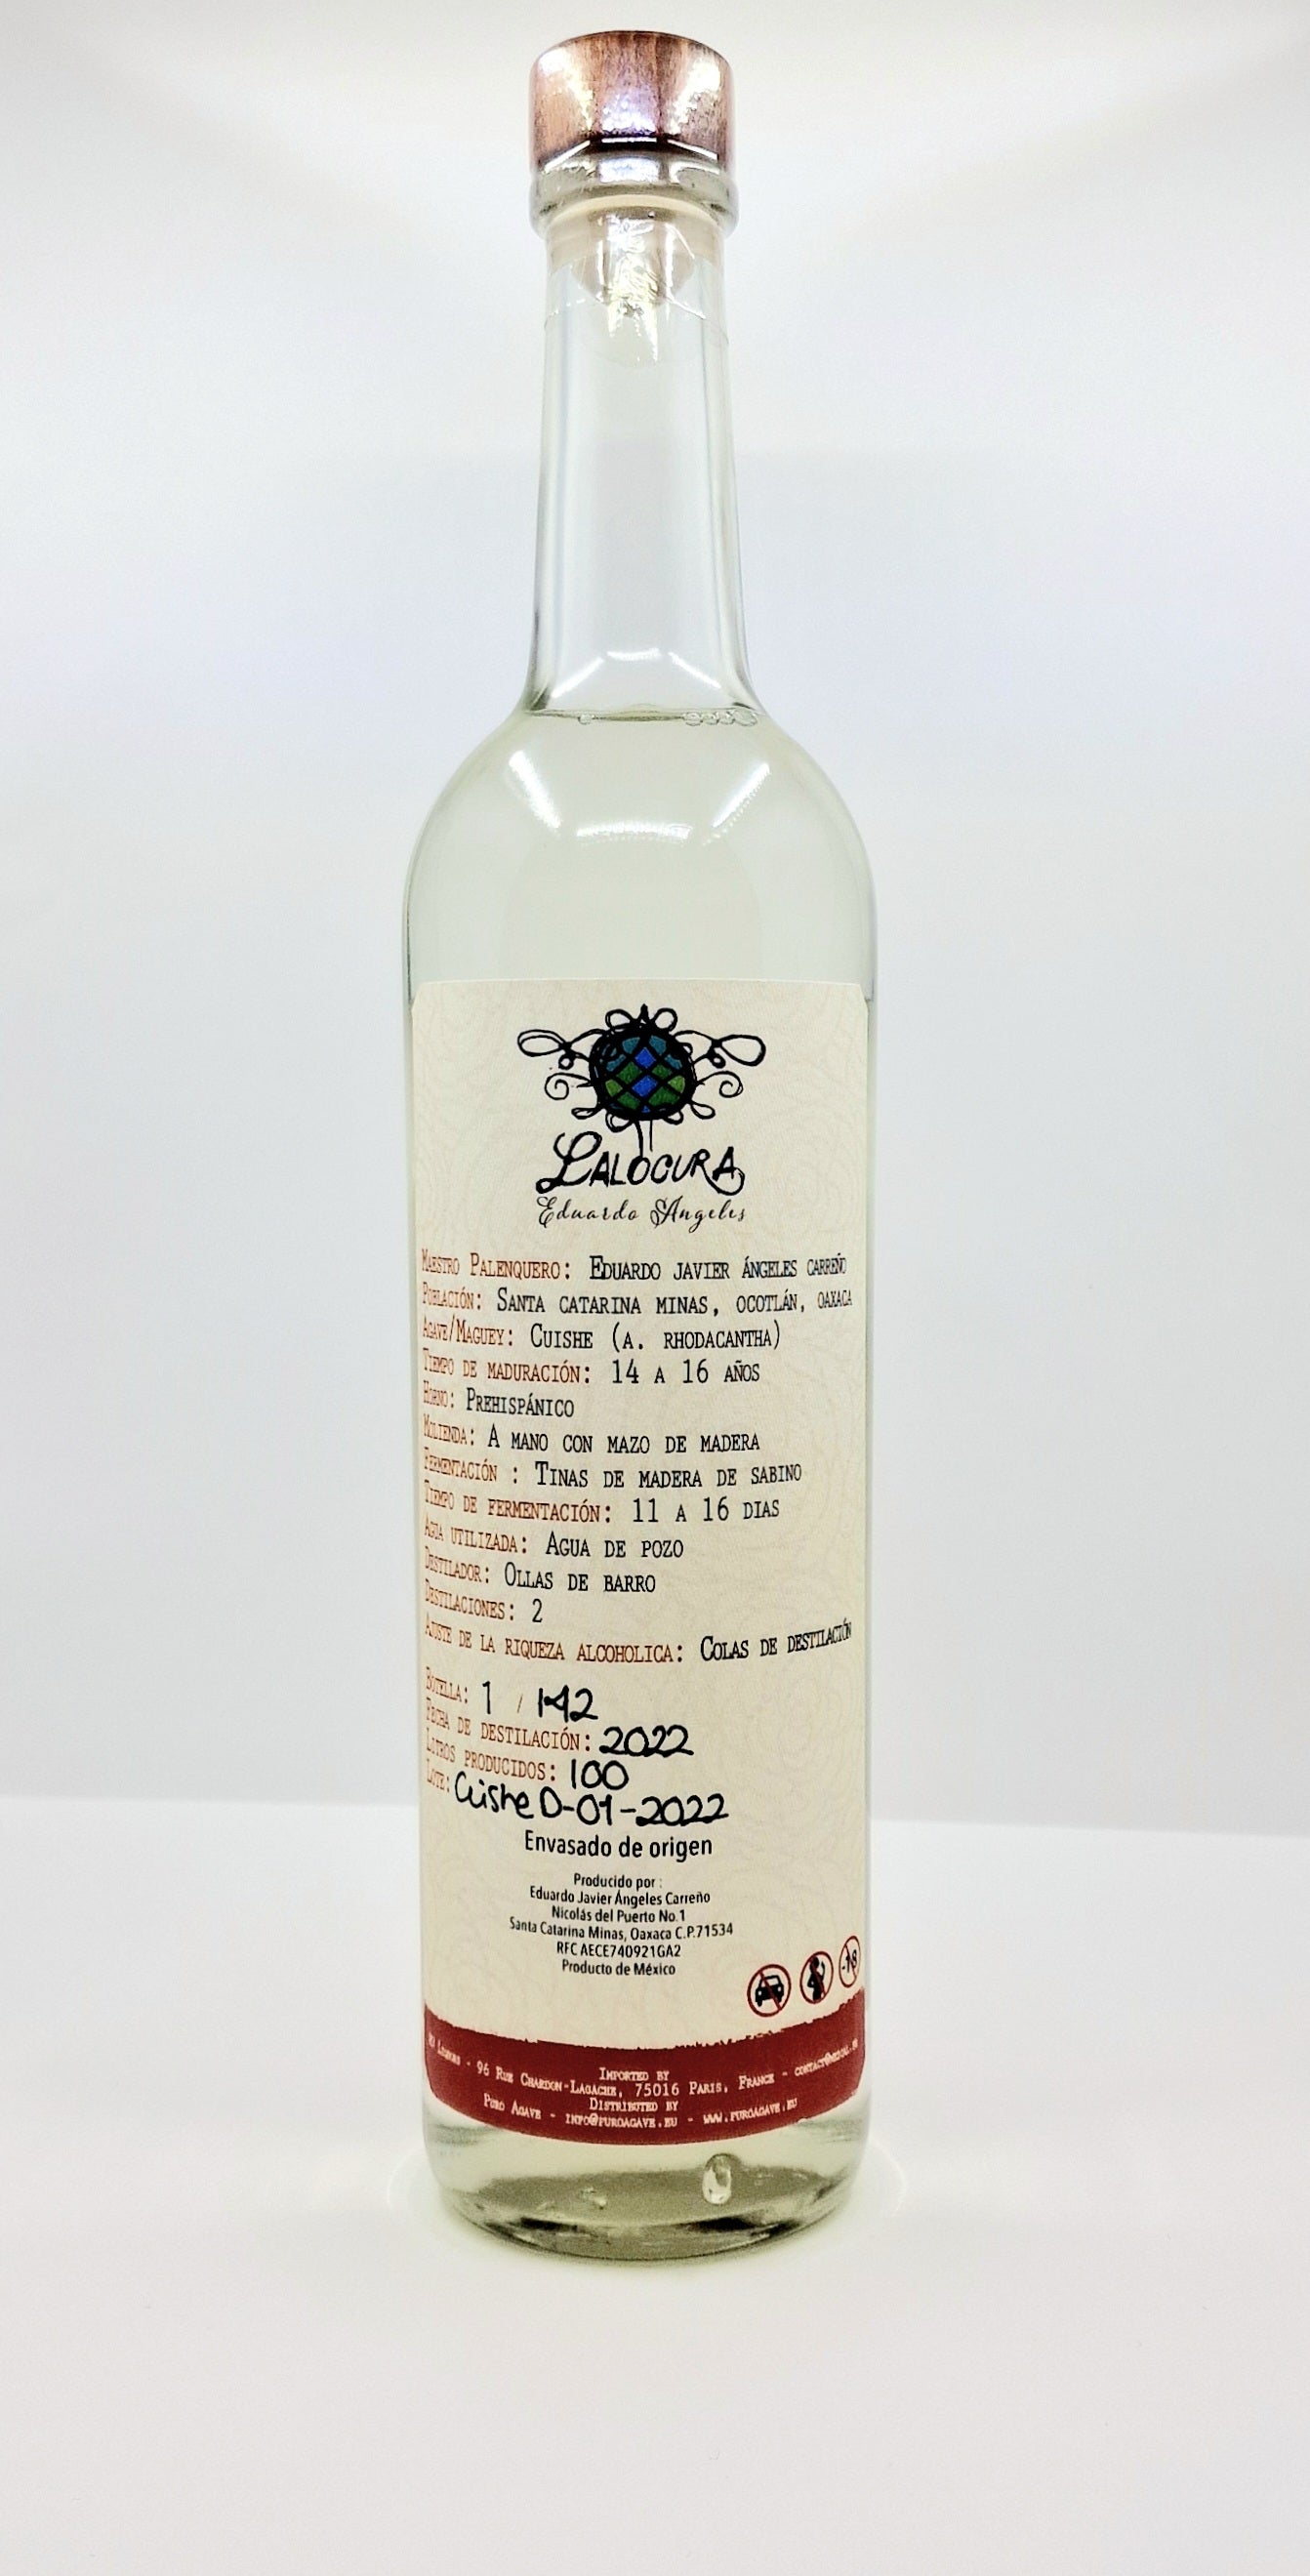 LALOCURA
Eduardo Ángeles
MAESTRO PALENQUERO: EDUARDO JAVIER ÁNGELES CARREÑO
POBLACIÓN: SANTA CATARINA MINAS, OCOTLÁN, OAXACA
AGAVE/MAGUEY: CUISHE (A. RHODACANTHA)
TIEMPO DE MADURACIÓN: 14 A 16 AÑOS
HORNO: PREHISPÁNICO
MOLIENDA: A MANO CON MAZO DE MADERA
FERMENTACIÓN : TINAS DE MADERA DE SABINO
TIEMPO DE FERMENTACIÓN: 11 A 16 DIAS
AGUA UTILIZADA: AGUA DE POZO
DESTILADOR: OLLAS DE BARRO
DESTILACIONES: 2
AJUSTE DE LA RIQUEZA ALCOHOLICA: COLAS DE DESTILACIÓN
BOTELLA: 1 / 142
FECHA DE DESTILACIÓN: 2022
LITROS PRODUCIDOS: 100
LOTE: Cuishe D-01-2022
Envasado de origen
Producido por :
Eduardo Javier Ángeles Carreño
Nicolás del Puerto No.1
Santa Catarina Minas, Oaxaca C.P.71534
RFC AECE740921GA2
Producto de México
-18
IMPORTED BY
LIQUORS - 96 RUE CHARDON-LAGACHE, 75016 PARIS, FRANCE -
DISTRIBUTED BY
PURO AGAVE - INFO@PUROAGAVE.EU - WWW.PUROAGAVE.EU